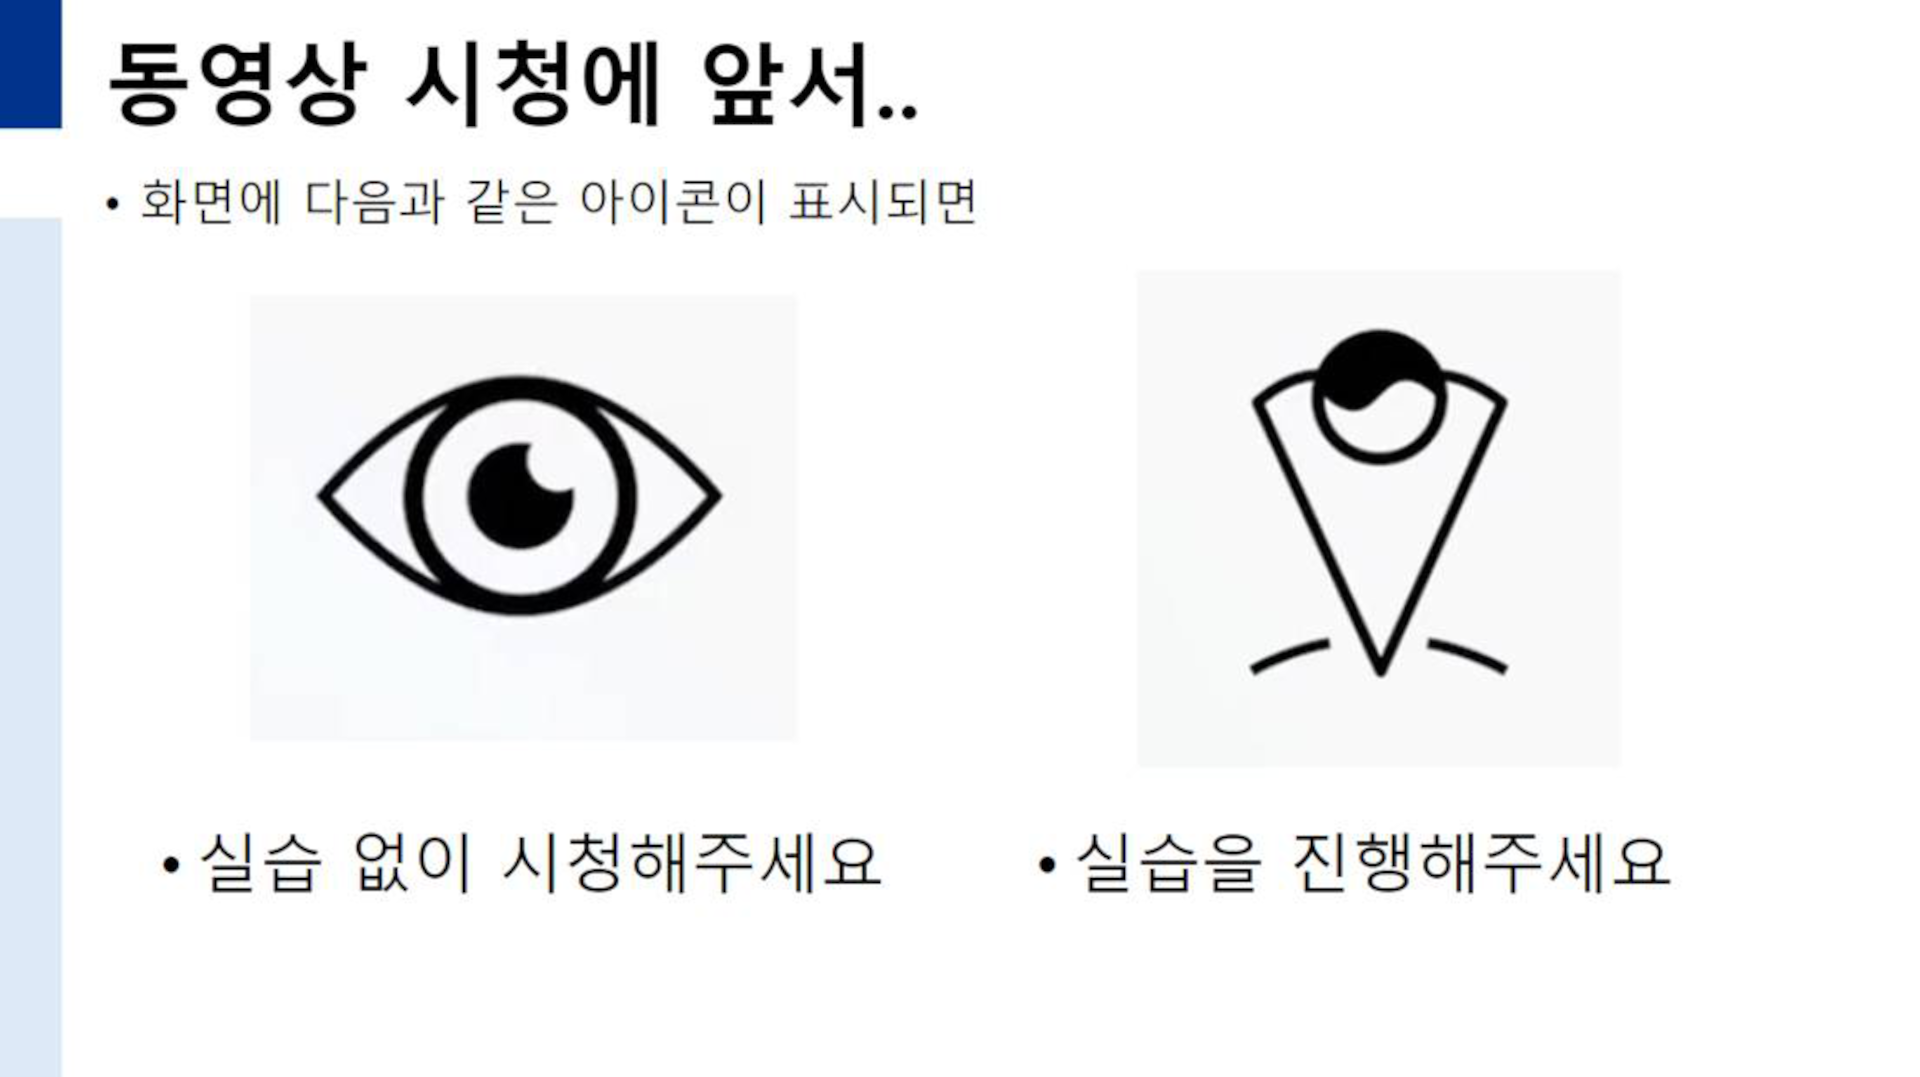 동영상 시청에 앞서..
• 화면에 다음과 같은 아이콘이 표시되면
• 실습 없이 시청해주세요
• 실습을 진행해주세요